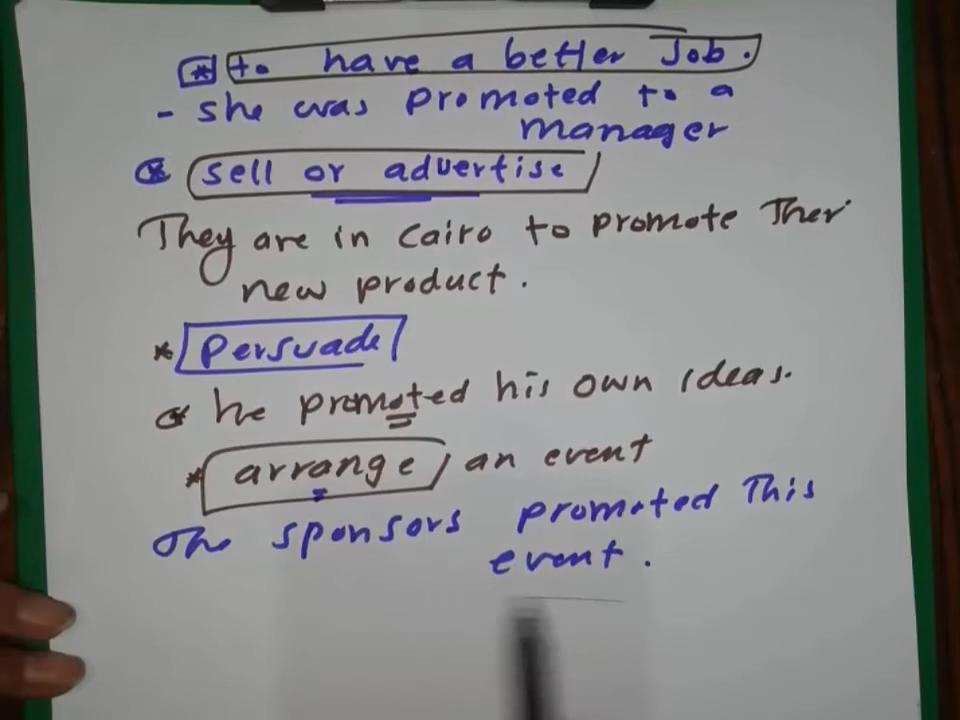 * to have a better Job.
- she was promoted to a
manager
* sell or advertise
They are in Cairo to promote Ther
new product.
* Persuade
* he promoted his own ideas.
* arrange an event
The sponsors promoted This
event.